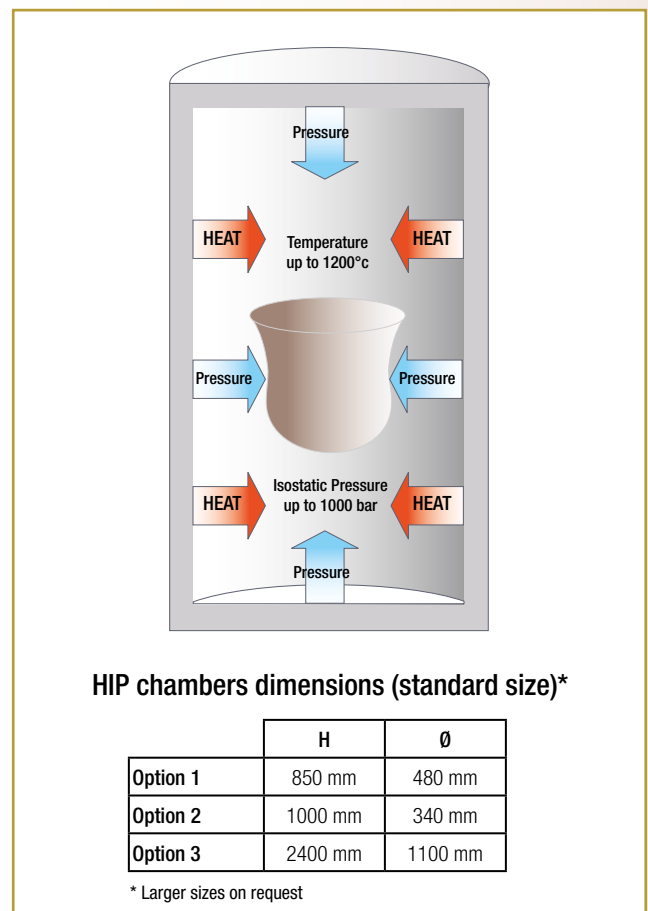 Pressure
HEAT
HEAT
Temperature
up to 1200°c
Pressure
Pressure
Isostatic Pressure
up to 1000 bar
HEAT
HEAT
Pressure
HIP chambers dimensions (standard size)*
H Ø
Option 1 850 mm 480 mm
Option 2 1000 mm 340 mm
Option 3 2400 mm 1100 mm
* Larger sizes on request